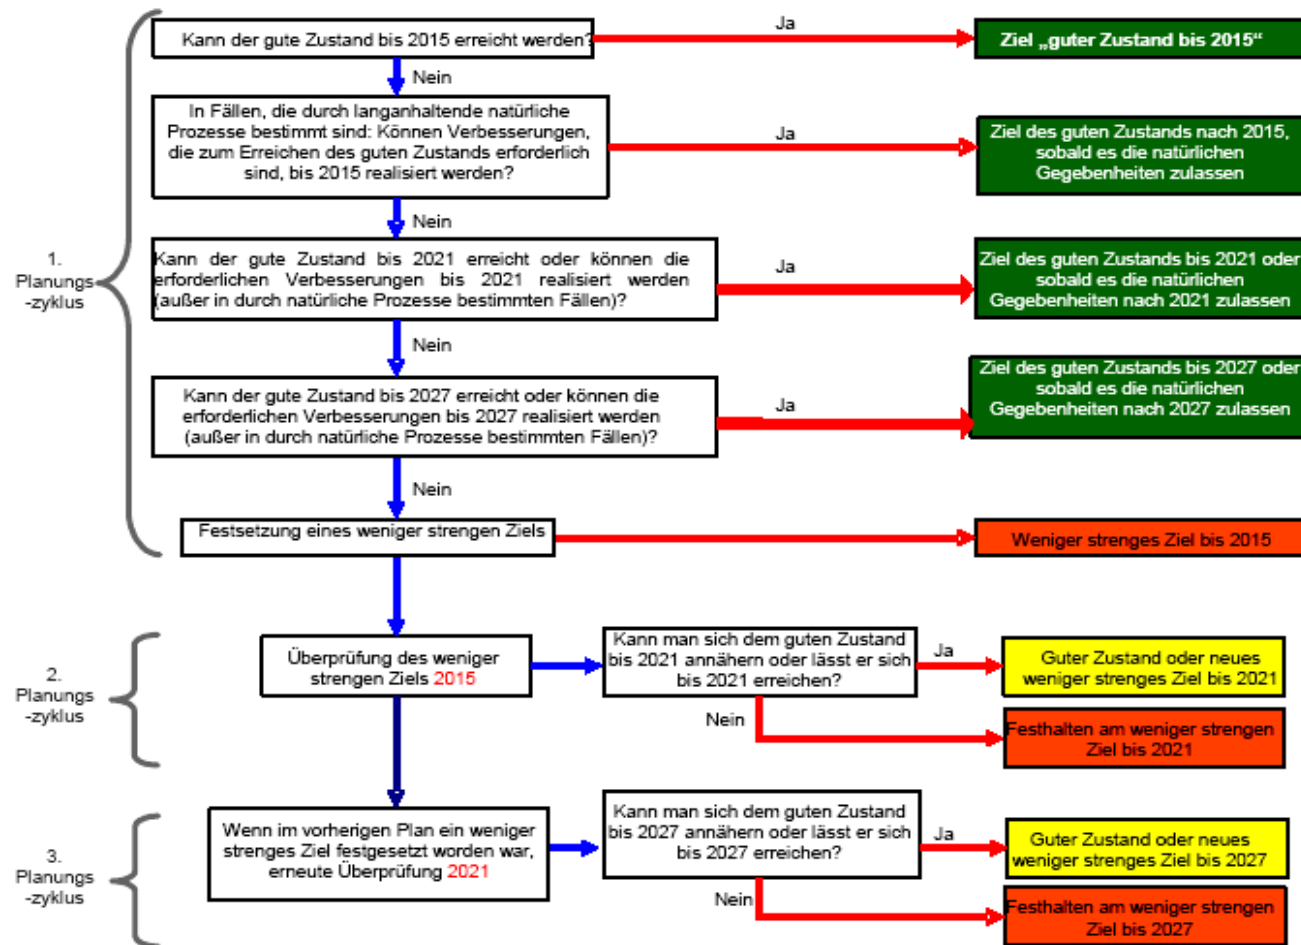 Kann der gute Zustand bis 2015 erreicht werden?
Ja
Ziel „guter Zustand bis 2015“
Nein
In Fällen, die durch langanhaltende natürliche
Prozesse bestimmt sind: Können Verbesserungen,
die zum Erreichen des guten Zustands erforderlich
sind, bis 2015 realisiert werden?
Ja
Ziel des guten Zustands nach 2015,
sobald es die natürlichen
Gegebenheiten zulassen
Nein
1.
Planungs
-zyklus
Kann der gute Zustand bis 2021 erreicht oder können die
erforderlichen Verbesserungen bis 2021 realisiert werden
(außer in durch natürliche Prozesse bestimmten Fällen)?
Ja
Ziel des guten Zustands bis 2021 oder
sobald es die natürlichen
Gegebenheiten nach 2021 zulassen
Nein
Kann der gute Zustand bis 2027 erreicht oder können die
erforderlichen Verbesserungen bis 2027 realisiert werden
(außer in durch natürliche Prozesse bestimmten Fällen)?
Ja
Ziel des guten Zustands bis 2027 oder
sobald es die natürlichen
Gegebenheiten nach 2027 zulassen
Nein
Festsetzung eines weniger strengen Ziels
Weniger strenges Ziel bis 2015
2.
Planungs
-zyklus
Überprüfung des weniger
strengen Ziels 2015
Kann man sich dem guten Zustand
bis 2021 annähern oder lässt er sich
bis 2021 erreichen?
Ja
Guter Zustand oder neues
weniger strenges Ziel bis 2021
Nein
Festhalten am weniger strengen
Ziel bis 2021
3.
Planungs
-zyklus
Wenn im vorherigen Plan ein weniger
strenges Ziel festgesetzt worden war,
erneute Überprüfung 2021
Kann man sich dem guten Zustand
bis 2027 annähern oder lässt er sich
bis 2027 erreichen?
Ja
Guter Zustand oder neues
weniger strenges Ziel bis 2027
Nein
Festhalten am weniger strengen
Ziel bis 2027